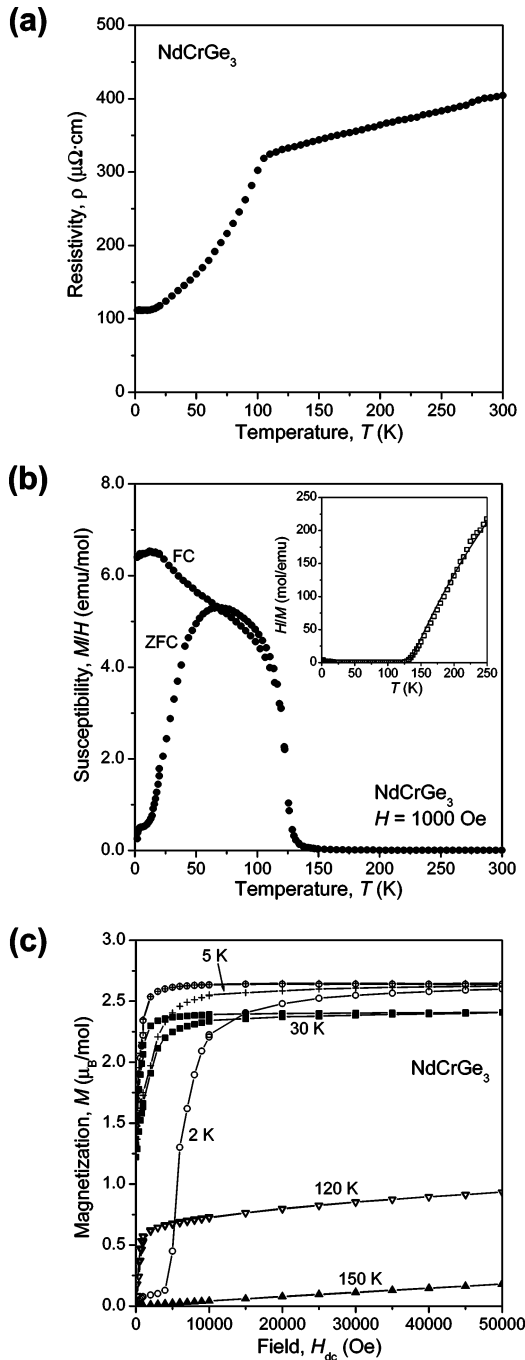 (a)
500
400
300
200
100
0
NdCrGe3
Resistivity, ρ (μΩ·cm)
0 50 100 150 200 250 300
Temperature, T (K)
(b)
8.0
6.0
4.0
2.0
0.0
FC
ZFC
250
200
150
100
50
0
H/M (mol/emu)
0 50 100 150 200 250
T (K)
NdCrGe3
H = 1000 Oe
Susceptibility, M/H (emu/mol)
0 50 100 150 200 250 300
Temperature, T (K)
(c)
3.0
2.5
2.0
1.5
1.0
0.5
0.0
5 K
30 K
NdCrGe3
2 K
120 K
150 K
Magnetization, M (μB/mol)
0 10000 20000 30000 40000 50000
Field, Hdc (Oe)